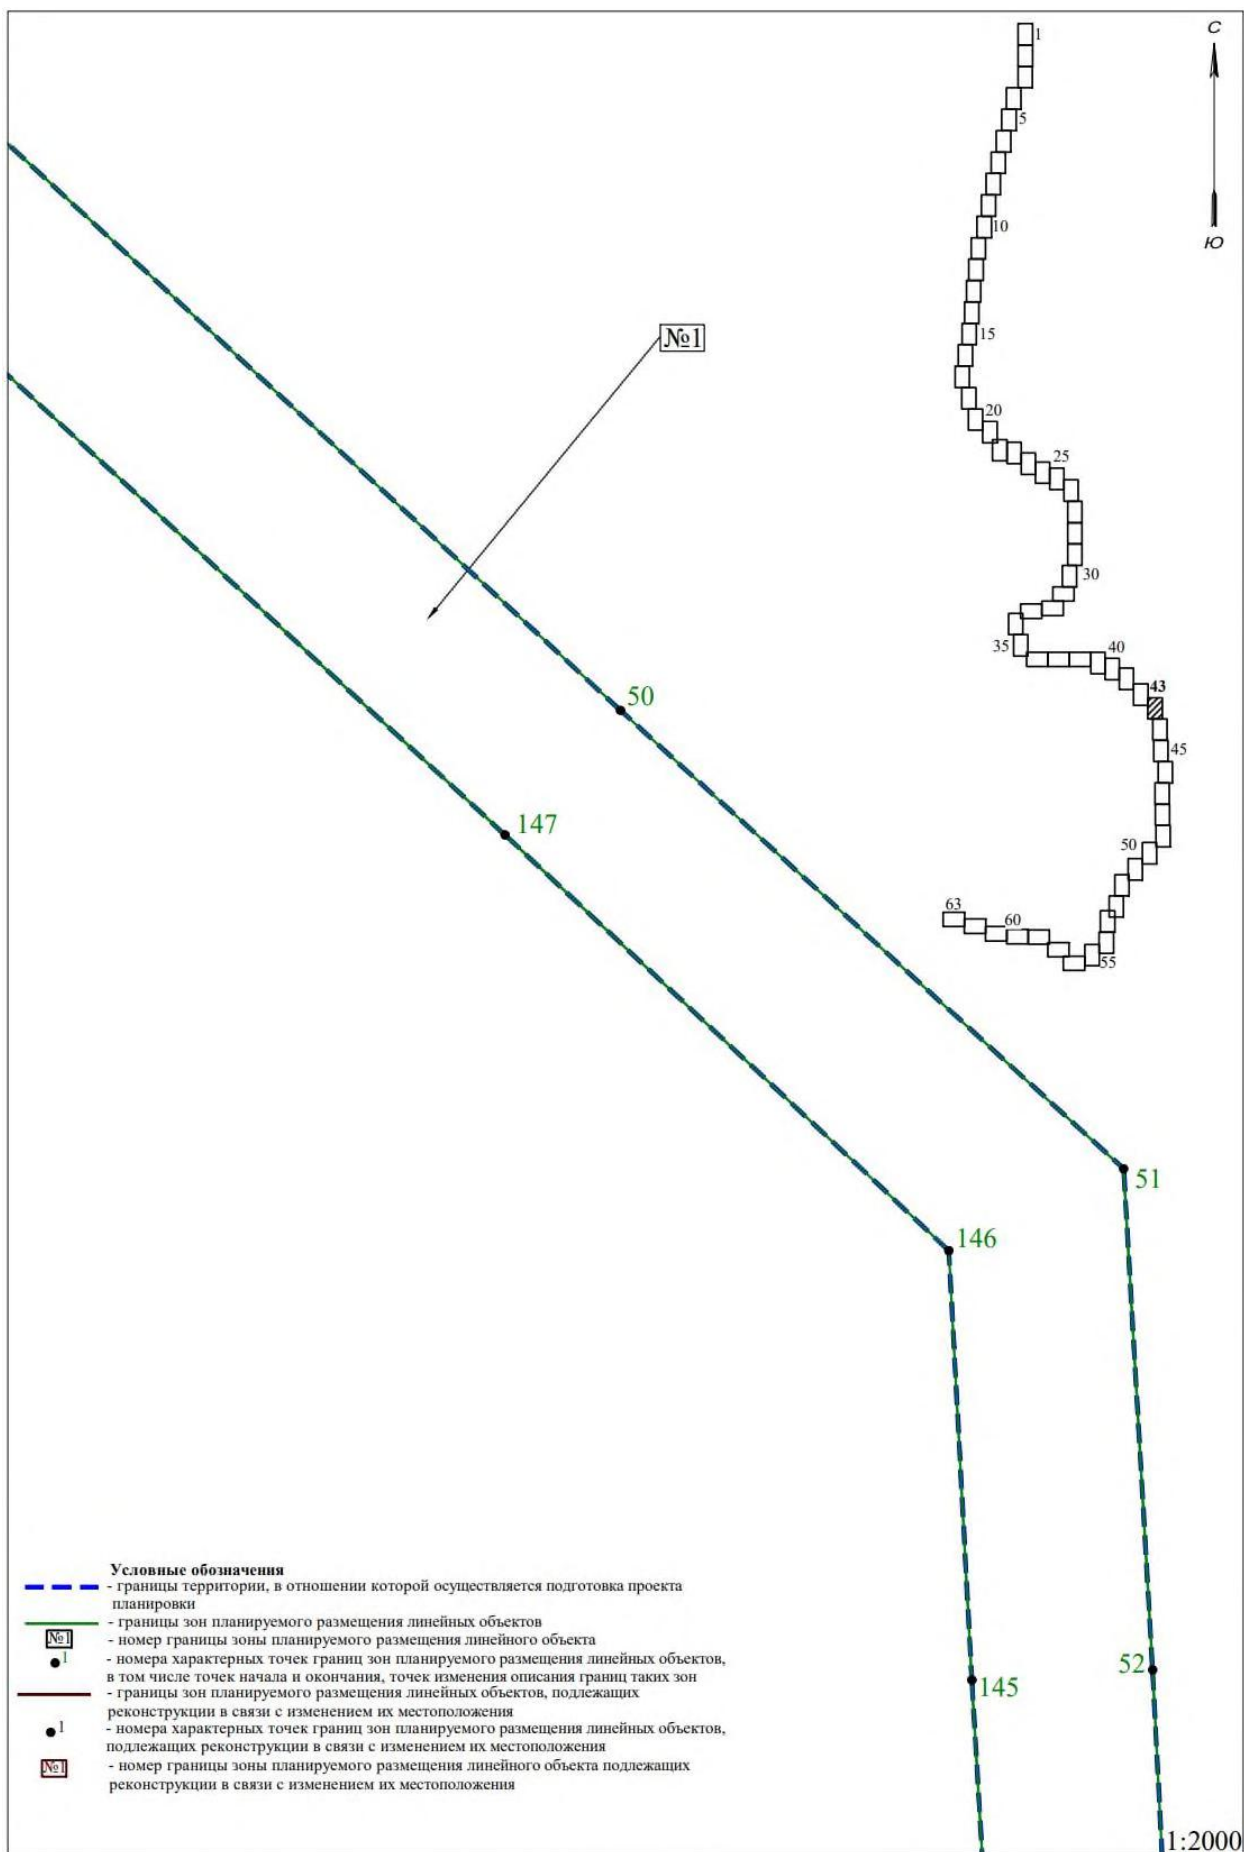 1
С
5
10
Ю
15
№1
20
25
30
35
40
43
50
45
147
50
63
60
55
51
146
52
145
Условные обозначения
- границы территории, в отношении которой осуществляется подготовка проекта
планировки
- границы зон планируемого размещения линейных объектов
№1
- номер границы зоны планируемого размещения линейного объекта
1
- номера характерных точек границ зон планируемого размещения линейных объектов,
в том числе точек начала и окончания, точек изменения описания границ таких зон
- границы зон планируемого размещения линейных объектов, подлежащих
реконструкции в связи с изменением их местоположения
1
- номера характерных точек границ зон планируемого размещения линейных объектов,
подлежащих реконструкции в связи с изменением их местоположения
№1
- номер границы зоны планируемого размещения линейного объекта подлежащих
реконструкции в связи с изменением их местоположения
1:2000